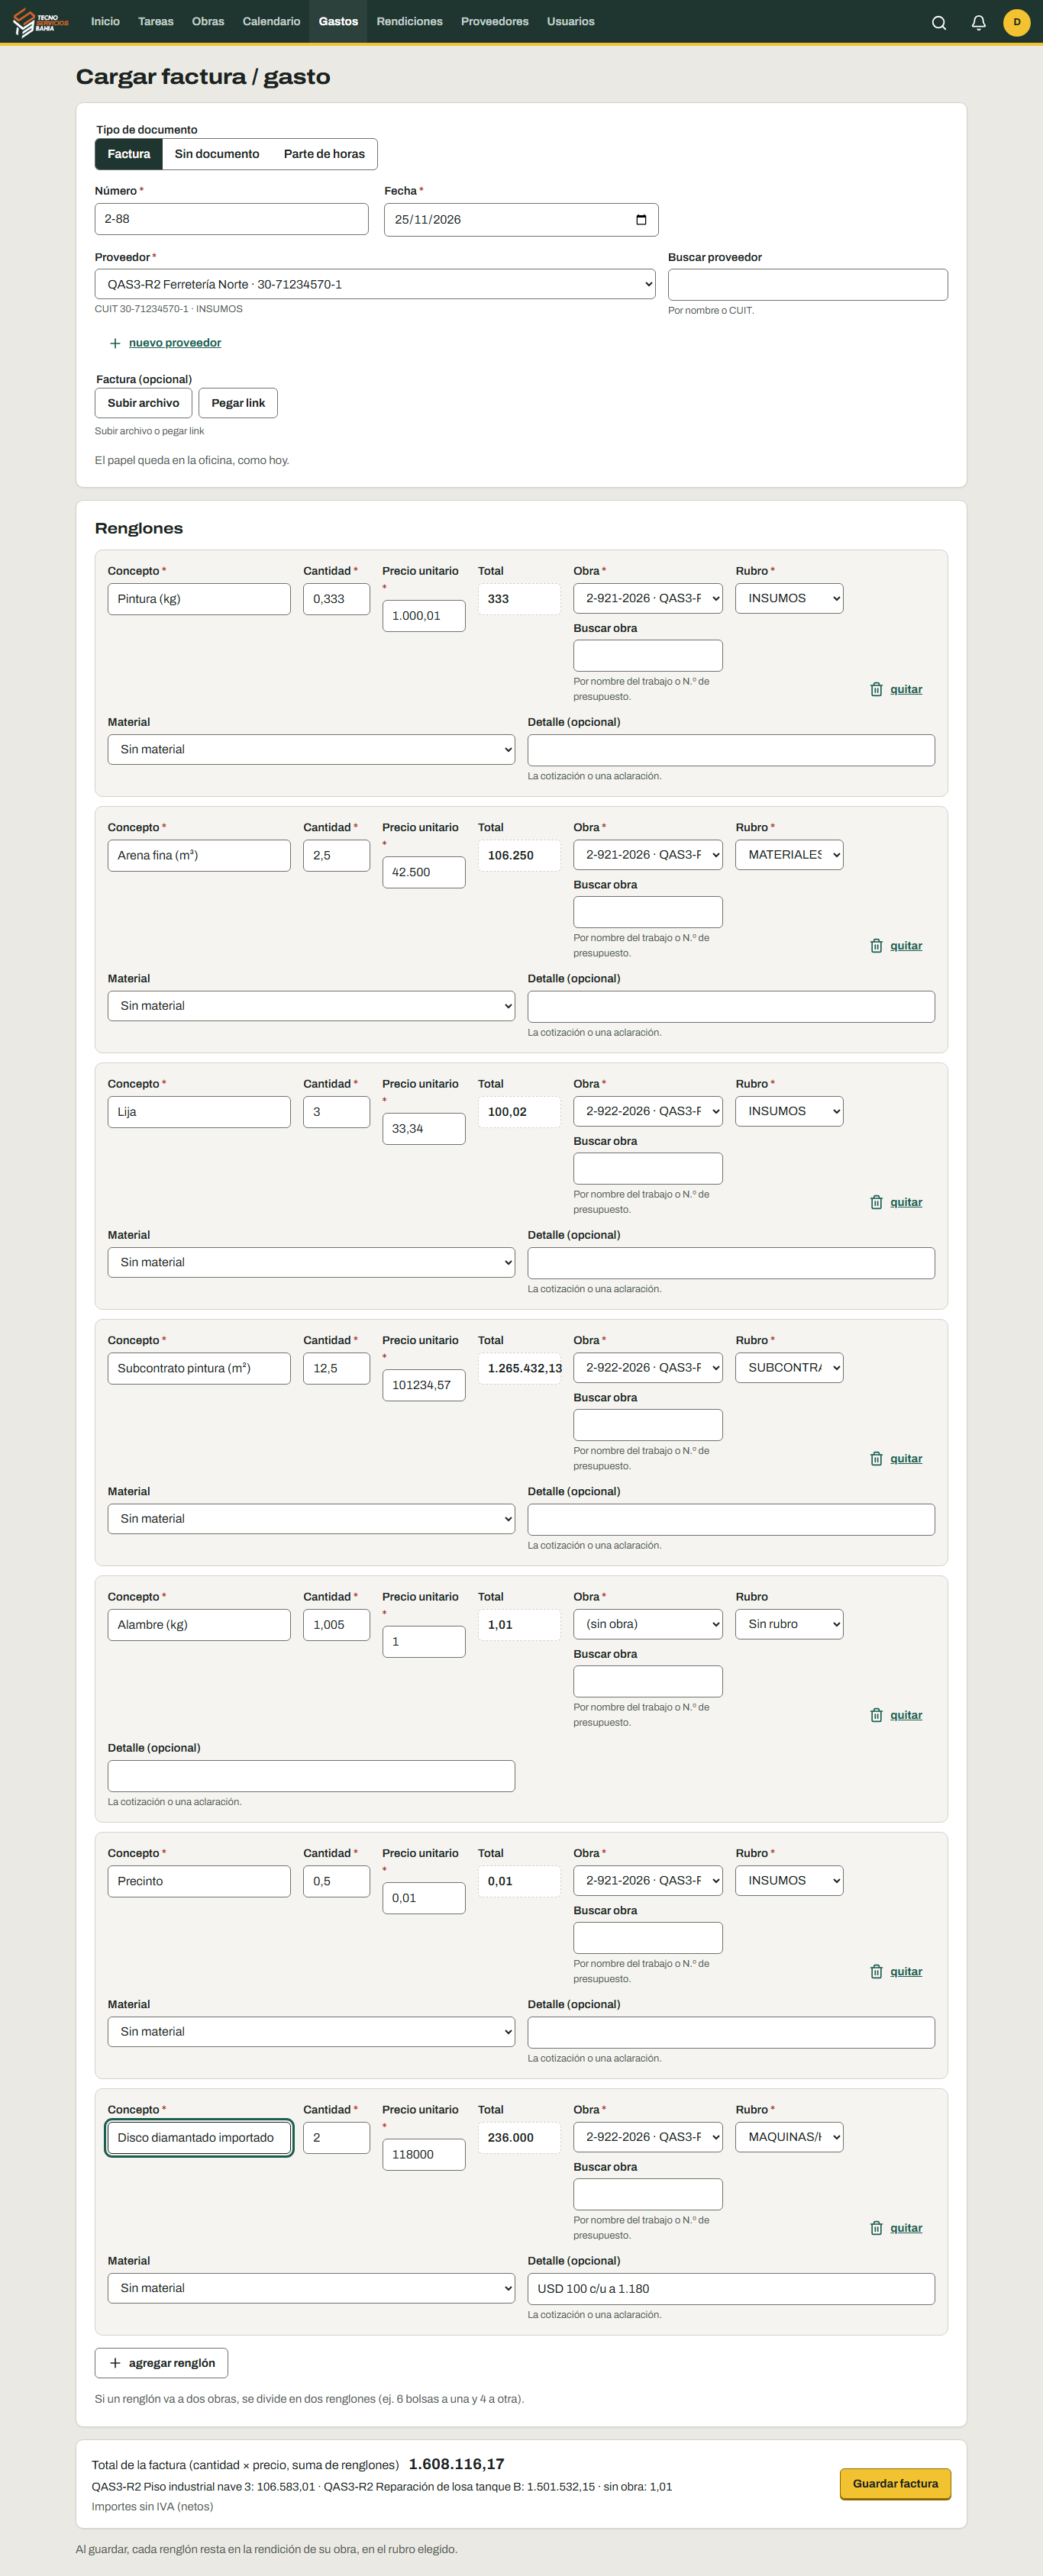 TECNO
SERVICIOS
BAHIA
Inicio Tareas Obras Calendario Gastos Rendiciones Proveedores Usuarios
D
Cargar factura / gasto
Tipo de documento
Factura Sin documento Parte de horas
Número * Fecha *
2-88 25/11/2026
Proveedor * Buscar proveedor
QAS3-R2 Ferretería Norte · 30-71234570-1
CUIT 30-71234570-1 · INSUMOS Por nombre o CUIT.
nuevo proveedor
Factura (opcional)
Subir archivo Pegar link
Subir archivo o pegar link
El papel queda en la oficina, como hoy.
Renglones
Concepto * Cantidad * Precio unitario * Total Obra * Rubro *
Pintura (kg) 0,333 1.000,01 333 2-921-2026 · QAS3-F INSUMOS
Buscar obra
Por nombre del trabajo o N.º de
presupuesto.
quitar
Material Detalle (opcional)
Sin material
La cotización o una aclaración.
Concepto * Cantidad * Precio unitario * Total Obra * Rubro *
Arena fina (m³) 2,5 42.500 106.250 2-921-2026 · QAS3-F MATERIALES
Buscar obra
Por nombre del trabajo o N.º de
presupuesto.
quitar
Material Detalle (opcional)
Sin material
La cotización o una aclaración.
Concepto * Cantidad * Precio unitario * Total Obra * Rubro *
Lija 3 33,34 100,02 2-922-2026 · QAS3-F INSUMOS
Buscar obra
Por nombre del trabajo o N.º de
presupuesto.
quitar
Material Detalle (opcional)
Sin material
La cotización o una aclaración.
Concepto * Cantidad * Precio unitario * Total Obra * Rubro *
Subcontrato pintura (m²) 12,5 101234,57 1.265.432,13 2-922-2026 · QAS3-F SUBCONTRA
Buscar obra
Por nombre del trabajo o N.º de
presupuesto.
quitar
Material Detalle (opcional)
Sin material
La cotización o una aclaración.
Concepto * Cantidad * Precio unitario * Total Obra * Rubro
Alambre (kg) 1,005 1 1,01 (sin obra) Sin rubro
Buscar obra
Por nombre del trabajo o N.º de
presupuesto.
quitar
Detalle (opcional)
La cotización o una aclaración.
Concepto * Cantidad * Precio unitario * Total Obra * Rubro *
Precinto 0,5 0,01 0,01 2-921-2026 · QAS3-F INSUMOS
Buscar obra
Por nombre del trabajo o N.º de
presupuesto.
quitar
Material Detalle (opcional)
Sin material
La cotización o una aclaración.
Concepto * Cantidad * Precio unitario * Total Obra * Rubro *
Disco diamantado importado 2 118000 236.000 2-922-2026 · QAS3-F MAQUINAS/H
Buscar obra
Por nombre del trabajo o N.º de
presupuesto.
quitar
Material Detalle (opcional)
Sin material USD 100 c/u a 1.180
La cotización o una aclaración.
agregar renglón
Si un renglón va a dos obras, se divide en dos renglones (ej. 6 bolsas a una y 4 a otra).
Total de la factura (cantidad × precio, suma de renglones) 1.608.116,17
QAS3-R2 Piso industrial nave 3: 106.583,01 · QAS3-R2 Reparación de losa tanque B: 1.501.532,15 · sin obra: 1,01
Importes sin IVA (netos)
Guardar factura
Al guardar, cada renglón resta en la rendición de su obra, en el rubro elegido.